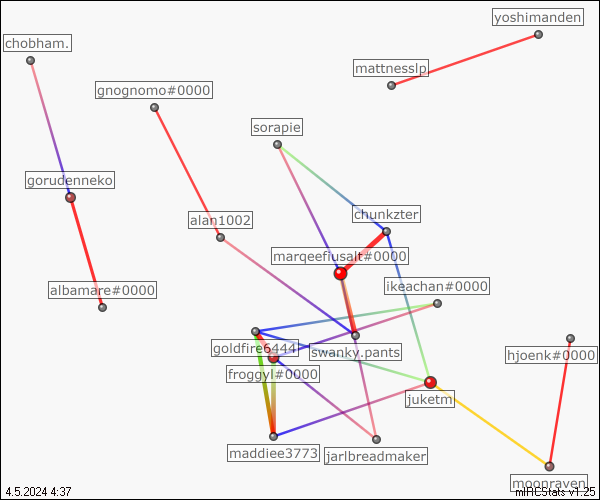 yoshimanden
chobham.
mattnesslp
gnognomo#0000
sorapie
gorudenneko
alan1002
chunkzter
marqeefiusalt#0000
albamare#0000
ikeachan#0000
goldfire6444
swanky.pants
hjoenk#0000
froggyl#0000
juketm
maddiee3773
jarlbreadmaker
moopraven
4.5.2024 4:37
mIRCStats v1.25